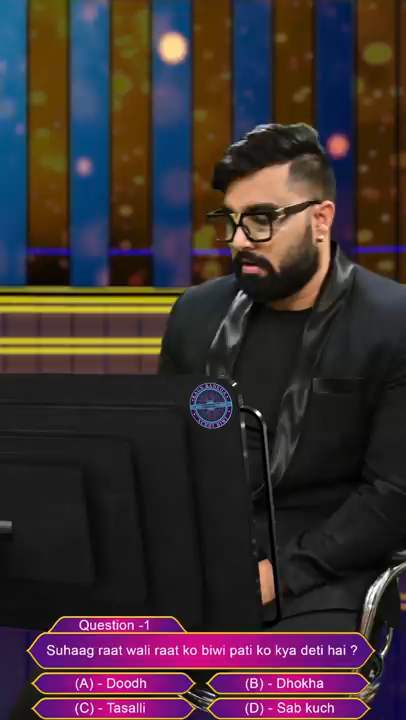 Question -1
Suhaag raat wali raat ko biwi pati ko kya deti hai ?
(A) - Doodh
(B) - Dhokha
(C) - Tasalli
(D) - Sab kuch